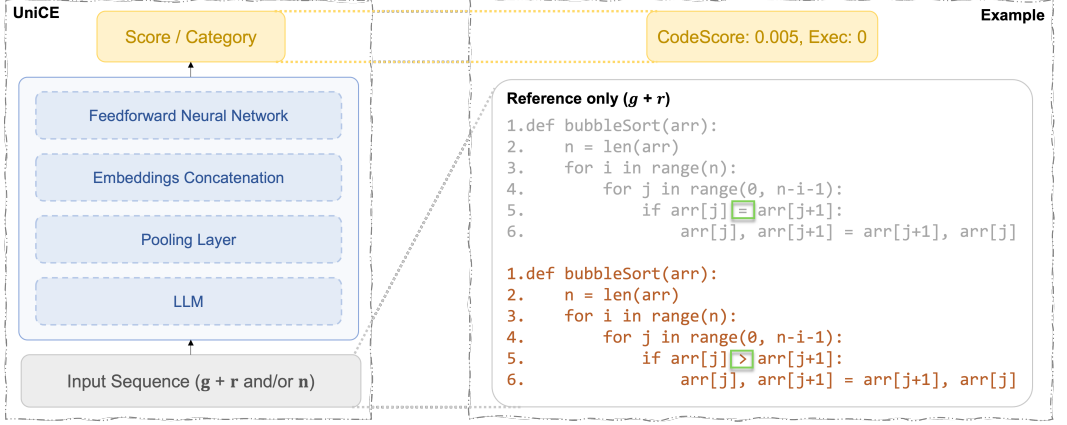 UniCE
Score / Category
Feedforward Neural Network
Embeddings Concatenation
Pooling Layer
LLM
Input Sequence (g + r and/or n)
Example
CodeScore: 0.005, Exec: 0
Reference only (g + r)
1.def bubbleSort(arr):
2.    n = len(arr)
3.    for i in range(n):
4.        for j in range(0, n-i-1):
5.            if arr[j] = arr[j+1]:
6.                arr[j], arr[j+1] = arr[j+1], arr[j]
1.def bubbleSort(arr):
2.    n = len(arr)
3.    for i in range(n):
4.        for j in range(0, n-i-1):
5.            if arr[j] > arr[j+1]:
6.                arr[j], arr[j+1] = arr[j+1], arr[j]